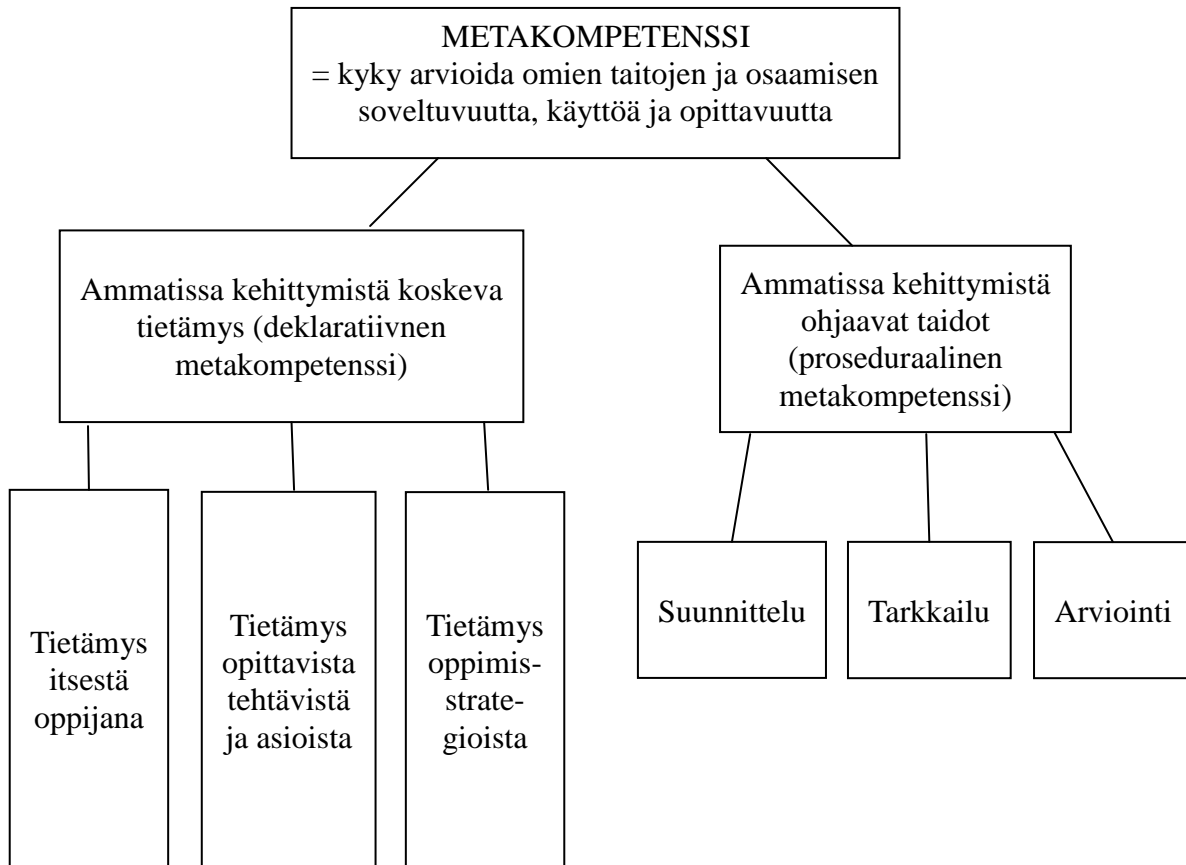 METAKOMPETENSSI
= kyky arvioida omien taitojen ja osaamisen
soveltuvuutta, käyttöä ja opittavuutta
Ammatissa kehittymistä koskeva
tietämys (deklaratiivnen
metakompetenssi)
Ammatissa kehittymistä
ohjaavat taidot
(proseduraalinen
metakompetenssi)
Tietämys
itsestä
oppijana
Tietämys
opittavista
tehtävistä
ja asioista
Tietämys
oppimis-
strate-
gioista
Suunnittelu
Tarkkailu
Arviointi